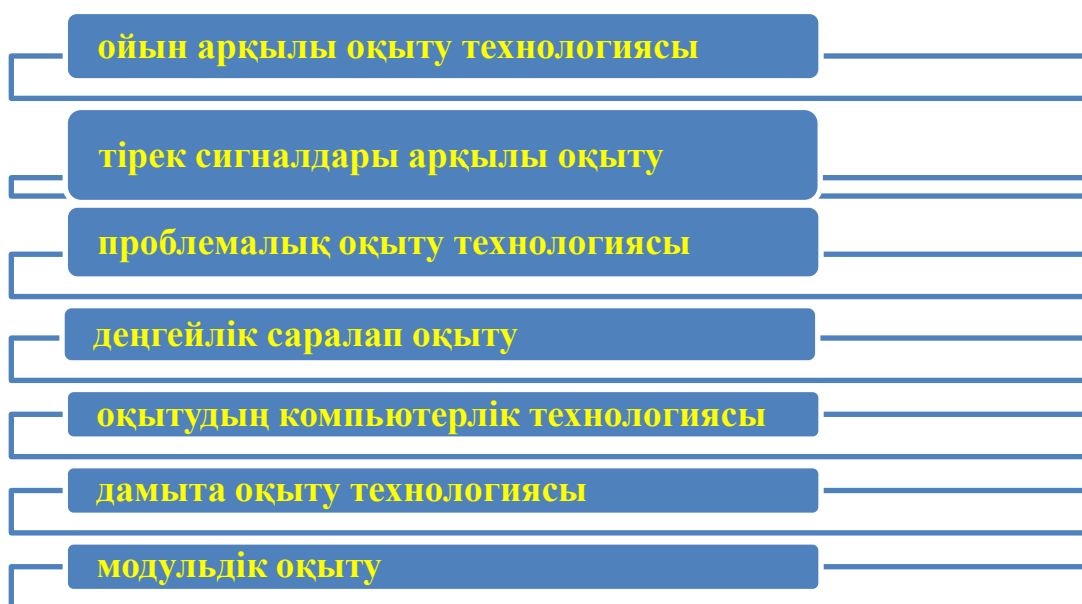 ойын арқылы оқыту технологиясы
тірек сигналдары арқылы оқыту
проблемалық оқыту технологиясы
деңгейлік саралап оқыту
оқытудың компьютерлік технологиясы
дамыта оқыту технологиясы
модульдік оқыту